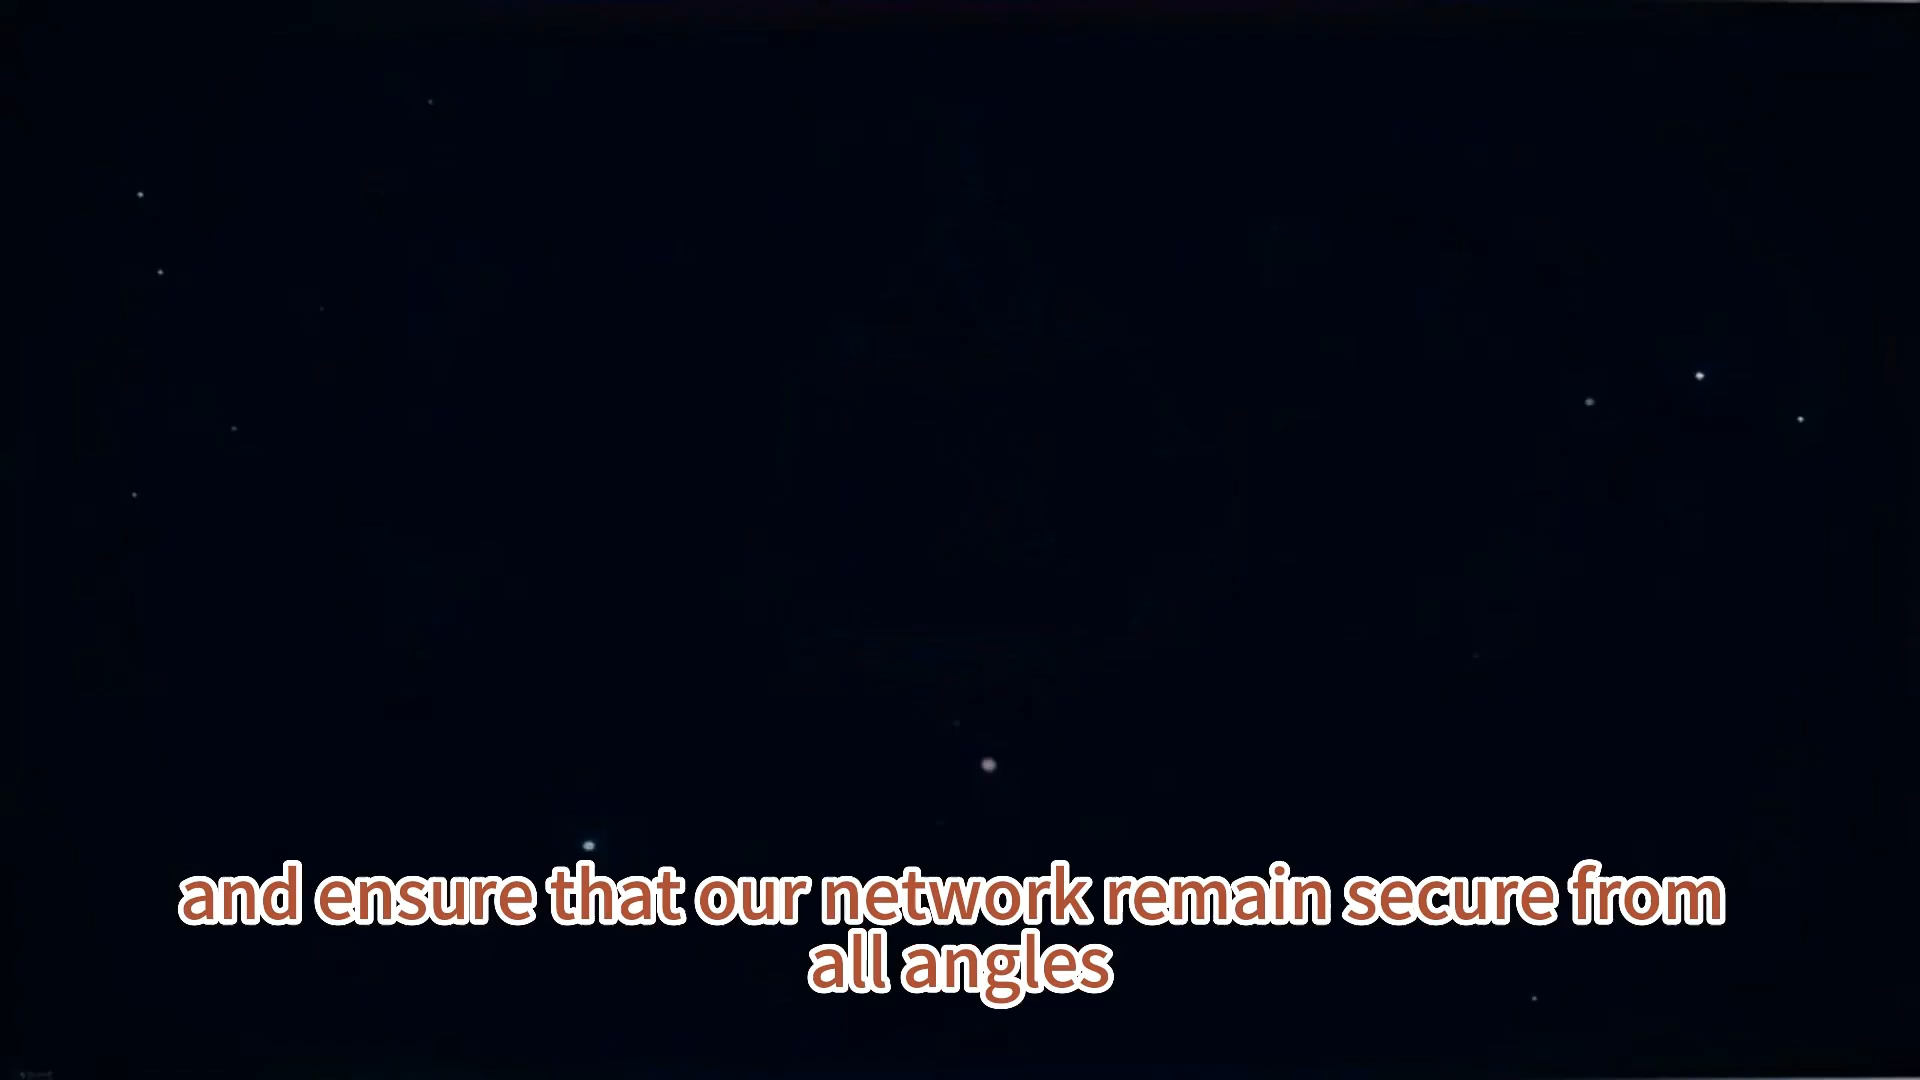 and ensure that our network remain secure from
all angles